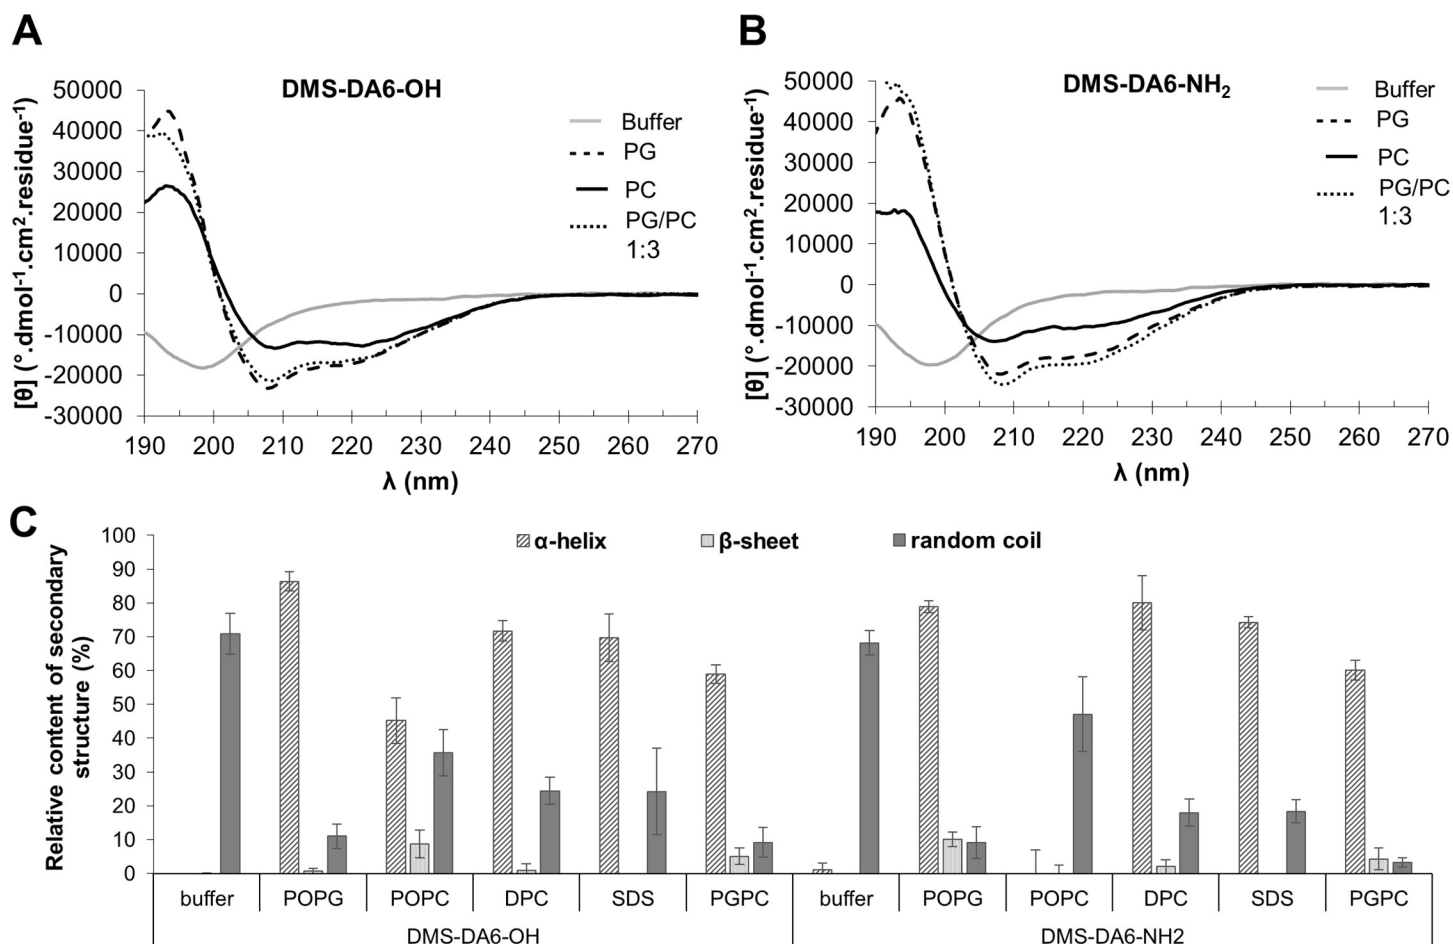 A
DMS-DA6-OH
[θ] (°.dmol⁻¹.cm².residue⁻¹)
50000
40000
30000
20000
10000
0
-10000
-20000
-30000
190 200 210 220 230 240 250 260 270
λ (nm)
Buffer
PG
PC
PG/PC
1:3
B
DMS-DA6-NH₂
[θ] (°.dmol⁻¹.cm².residue⁻¹)
50000
40000
30000
20000
10000
0
-10000
-20000
-30000
190 200 210 220 230 240 250 260 270
λ (nm)
Buffer
PG
PC
PG/PC
1:3
C
Relative content of secondary
structure (%)
100
90
80
70
60
50
40
30
20
10
0
α-helix β-sheet random coil
buffer POPG POPC DPC SDS PGPC buffer POPG POPC DPC SDS PGPC
DMS-DA6-OH DMS-DA6-NH2